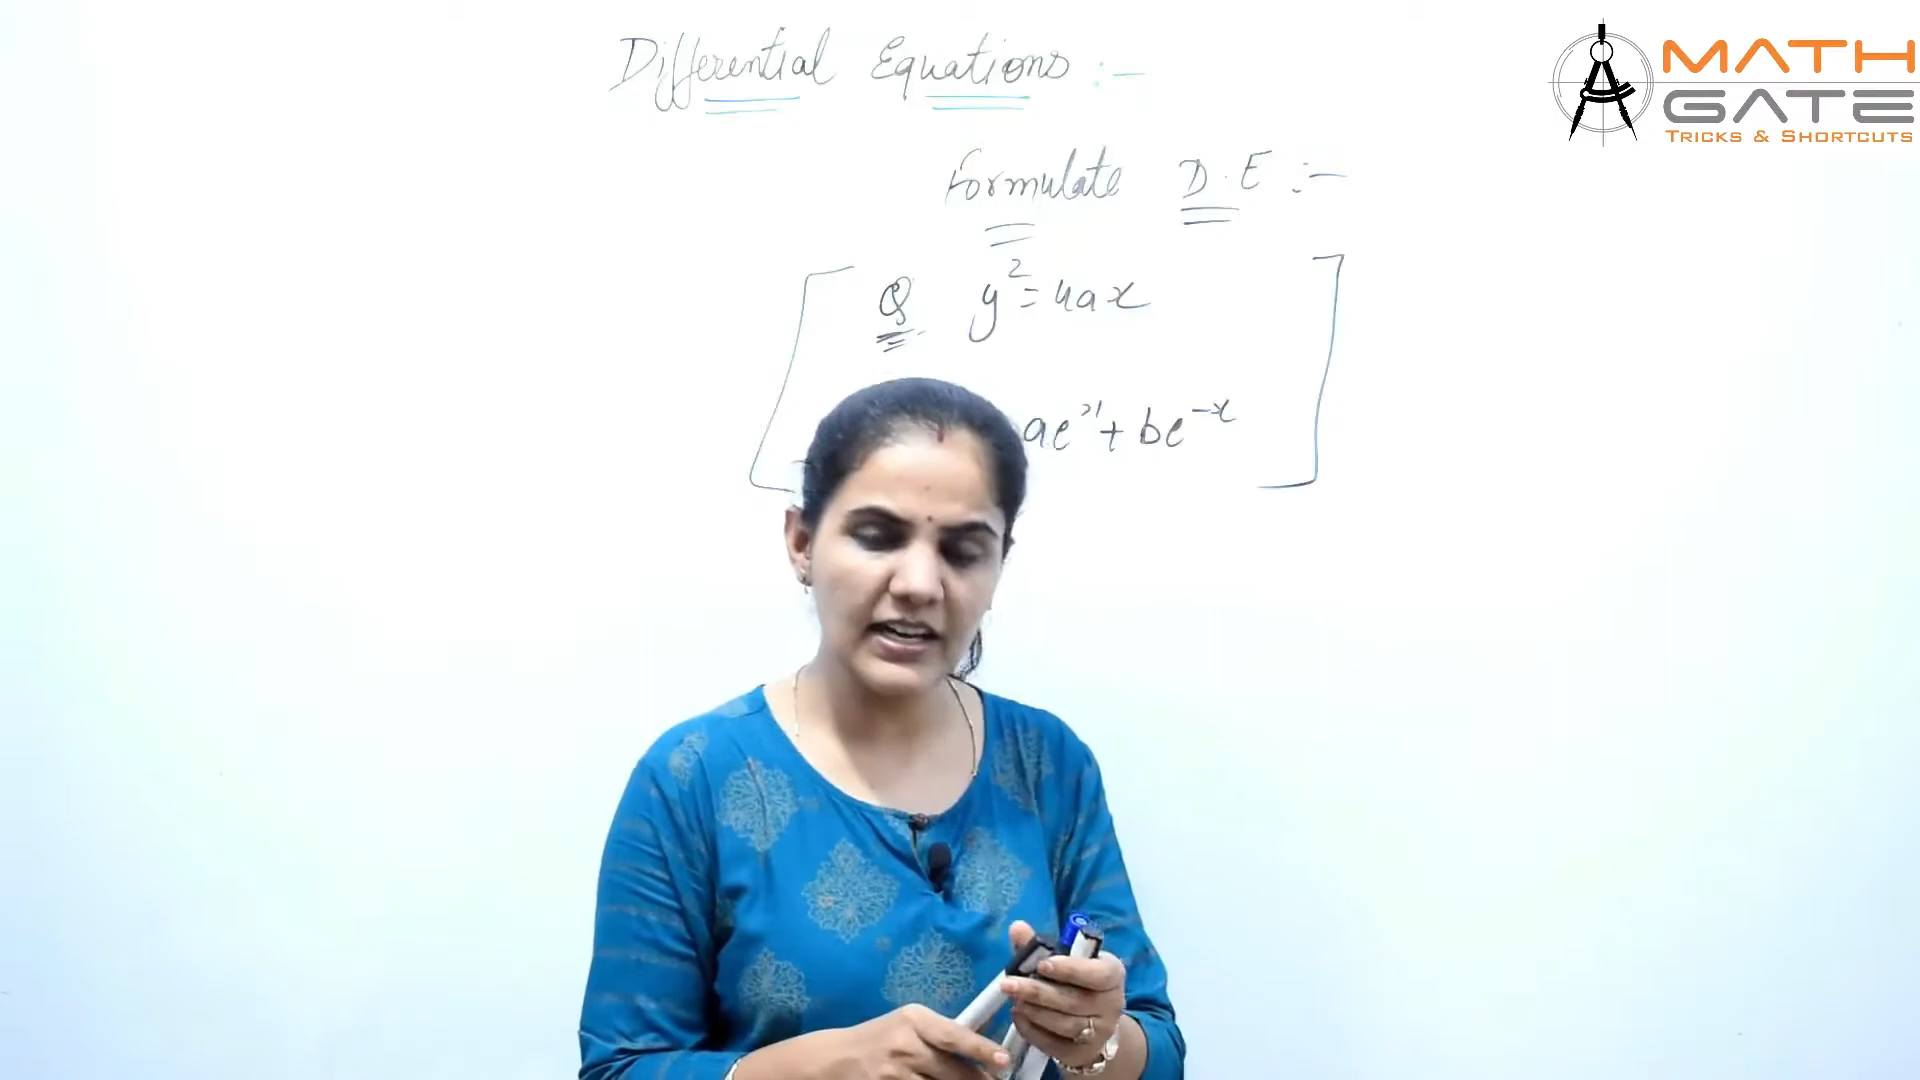 Differential Equations :-
MATH
GATE
TRICKS & SHORTCUTS
Formulate D.E :-
Q y² = 4ax
ae^x + be^-x